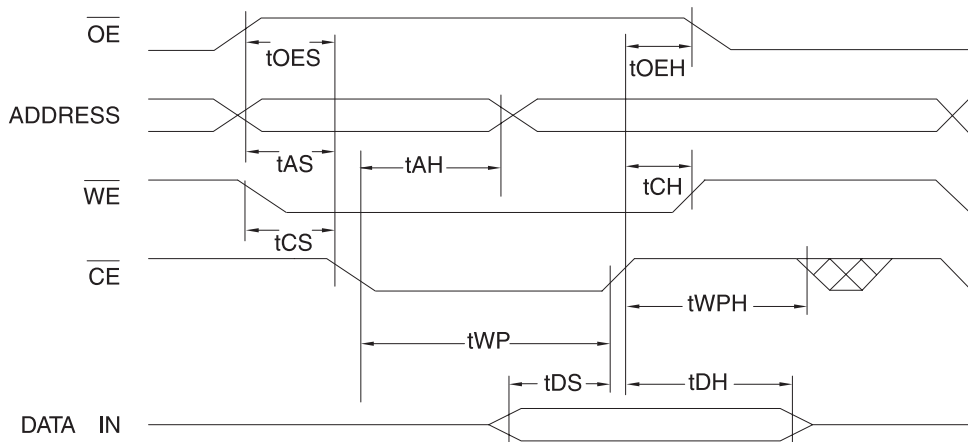 OE
tOES
tOEH
ADDRESS
tAS
tAH
tCH
WE
tCS
CE
tWPH
tWP
tDS
tDH
DATA IN